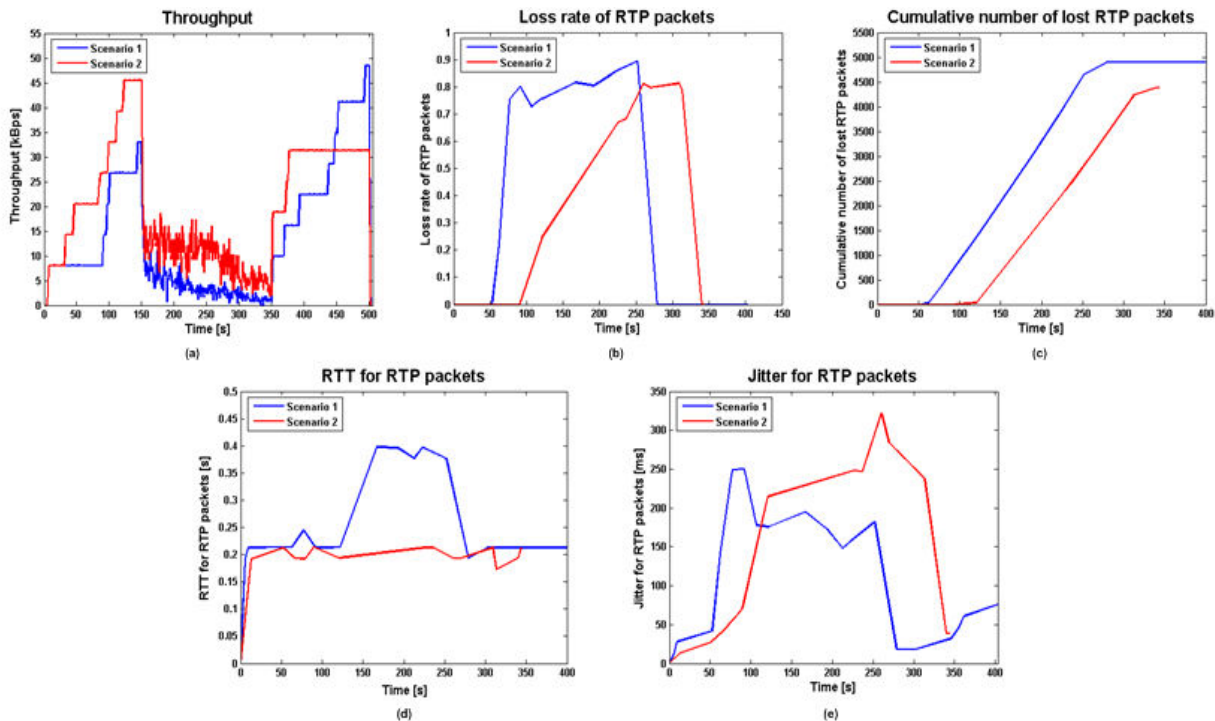 Throughput
Scenario 1
Scenario 2
Throughput [kBps]
55
50
45
40
35
30
25
20
15
10
5
0
0 50 100 150 200 250 300 350 400 450 500
Time [s]
(a)
Loss rate of RTP packets
Scenario 1
Scenario 2
Loss rate of RTP packets
1
0.9
0.8
0.7
0.6
0.5
0.4
0.3
0.2
0.1
0
0 50 100 150 200 250 300 350 400 450
Time [s]
(b)
Cumulative number of lost RTP packets
Scenario 1
Scenario 2
Cumulative number of lost RTP packets
5500
5000
4500
4000
3500
3000
2500
2000
1500
1000
500
0
0 50 100 150 200 250 300 350 400
Time [s]
(c)
RTT for RTP packets
Scenario 1
Scenario 2
RTT for RTP packets [s]
0.5
0.45
0.4
0.35
0.3
0.25
0.2
0.15
0.1
0.05
0
0 50 100 150 200 250 300 350 400
Time [s]
(d)
Jitter for RTP packets
Scenario 1
Scenario 2
Jitter for RTP packets [ms]
350
300
250
200
150
100
50
0
0 50 100 150 200 250 300 350 400
Time [s]
(e)